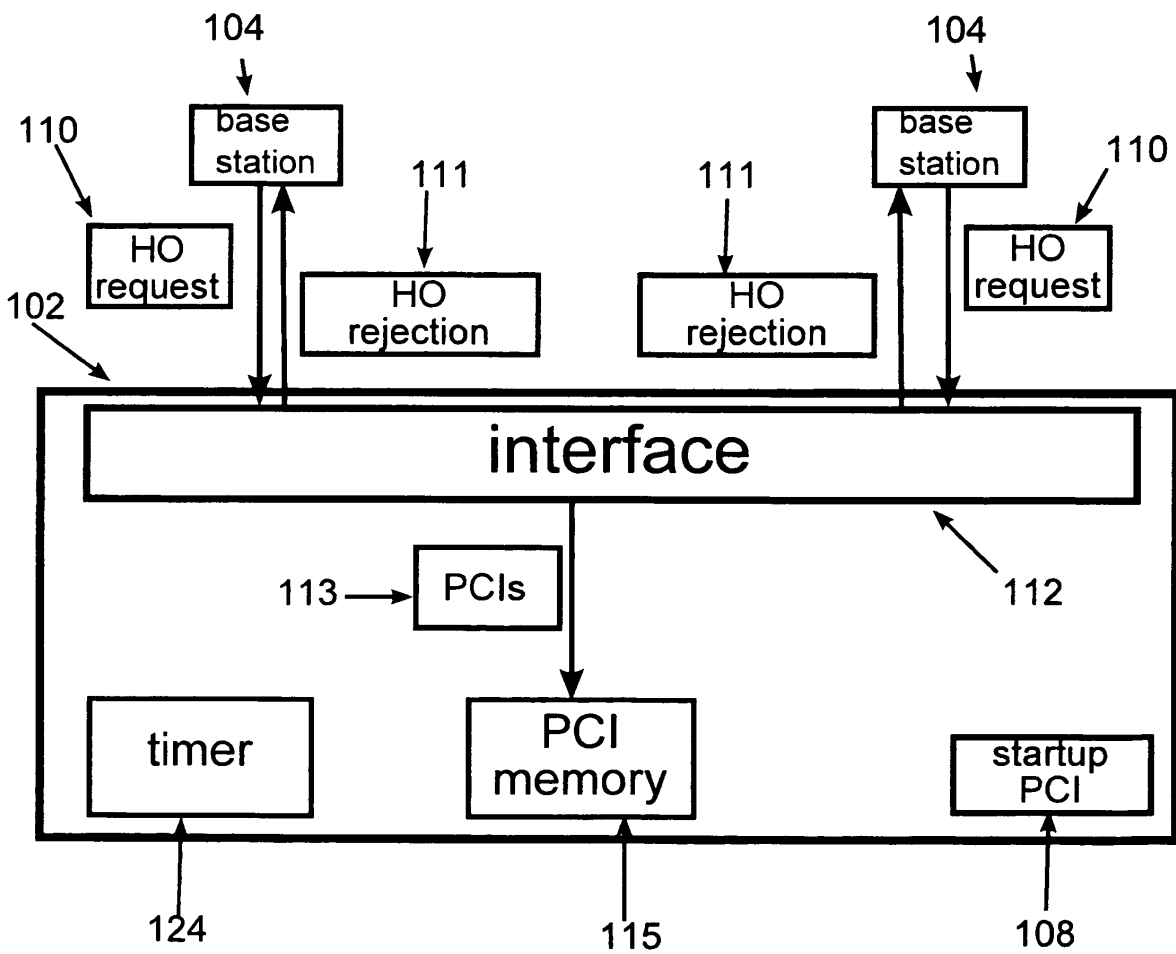 104
104
base
station
base
station
110
111
111
110
HO
request
HO
rejection
HO
rejection
HO
request
102
interface
113
PCIs
112
timer
PCI
memory
startup
PCI
124
115
108